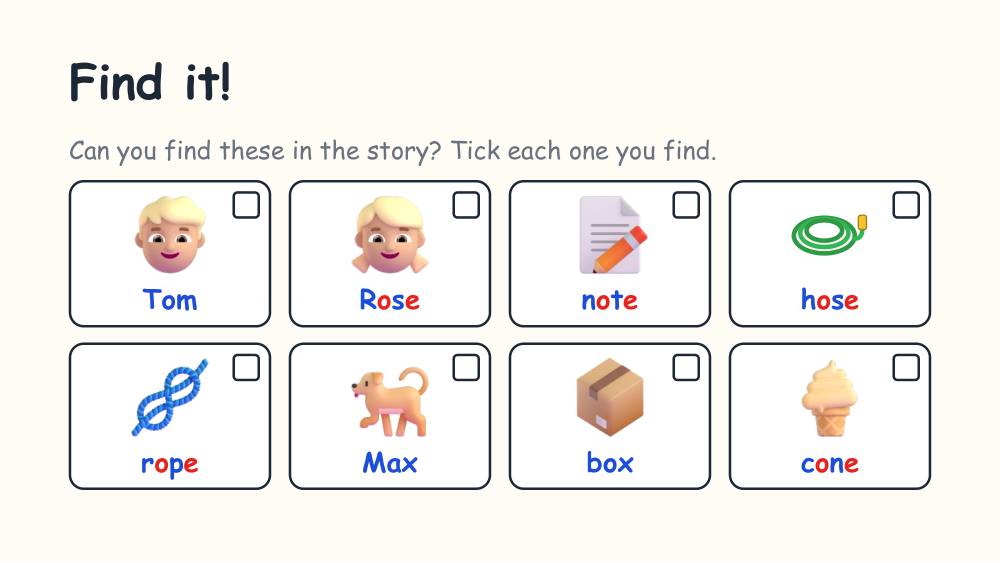 Find it!
Can you find these in the story? Tick each one you find.
Tom
Rose
note
hose
rope
Max
box
cone